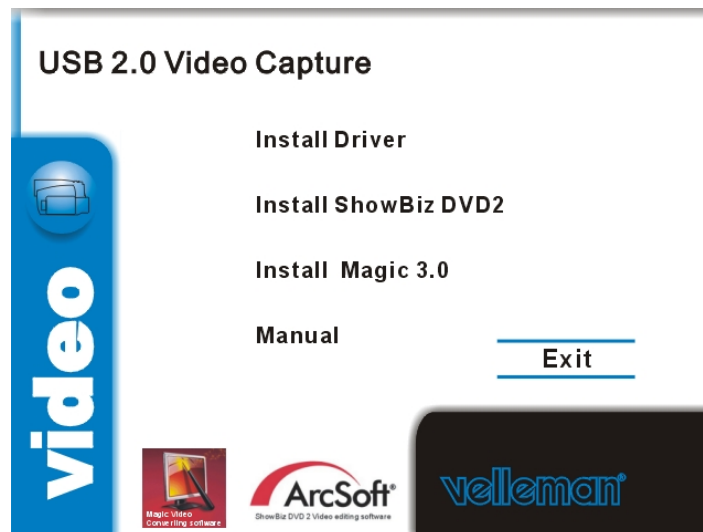 USB 2.0 Video Capture
Install Driver
Install ShowBiz DVD2
Install Magic 3.0
Manual
Exit
video
Magic Video
Converting software
ArcSoft®
ShowBiz DVD 2 Video editing software
velleman®